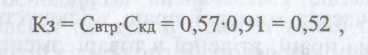 Кз = Свтр·Скд = 0,57·0,91 = 0,52 ,